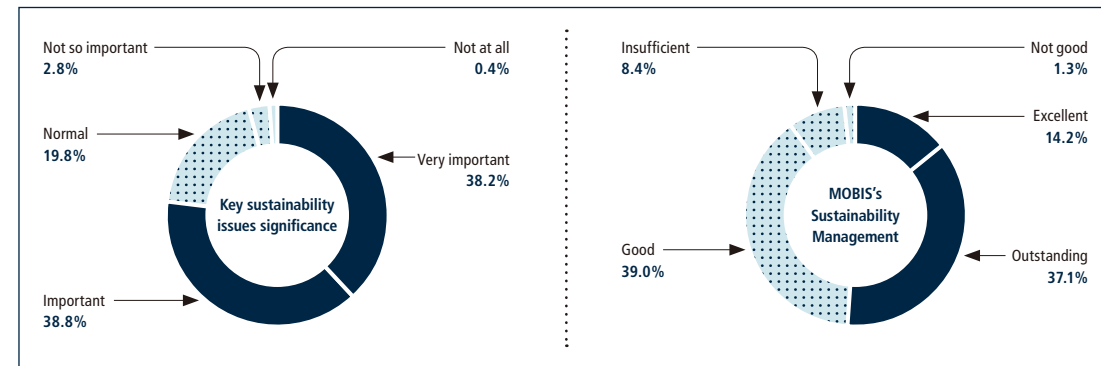 Not so important
2.8%
Not at all
0.4%
Normal
19.8%
Very important
38.2%
Key sustainability
issues significance
Important
38.8%
Insufficient
8.4%
Not good
1.3%
Excellent
14.2%
MOBIS's
Sustainability
Management
Good
39.0%
Outstanding
37.1%